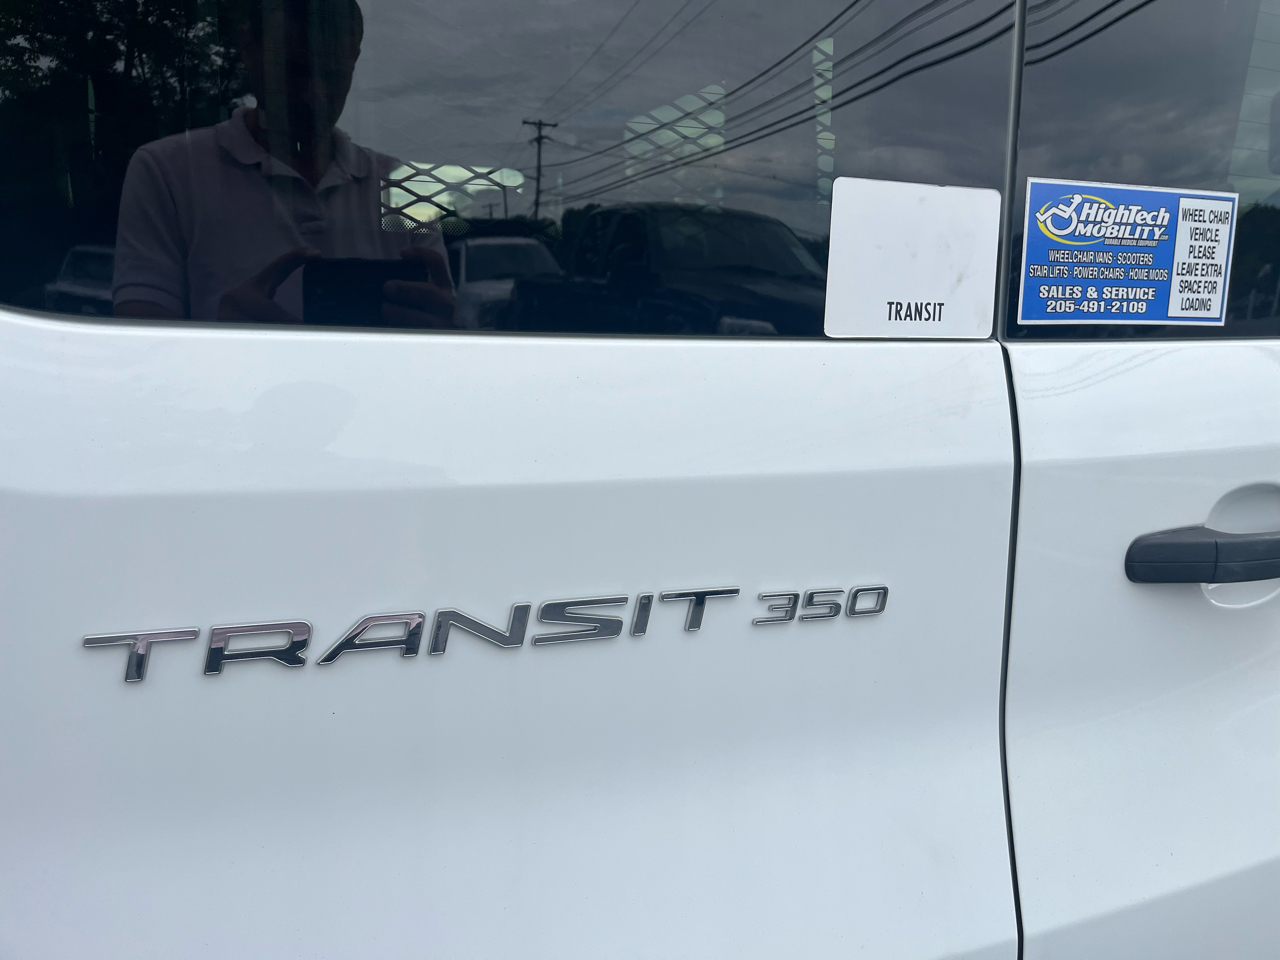 TRANSIT
HighTech
MOBILITY.com
DURABLE MEDICAL EQUIPMENT
WHEELCHAIR VANS - SCOOTERS
STAIR LIFTS - POWER CHAIRS - HOME MODS
SALES & SERVICE
205-491-2109
WHEEL CHAIR
VEHICLE,
PLEASE
LEAVE EXTRA
SPACE FOR
LOADING
TRANSIT 350